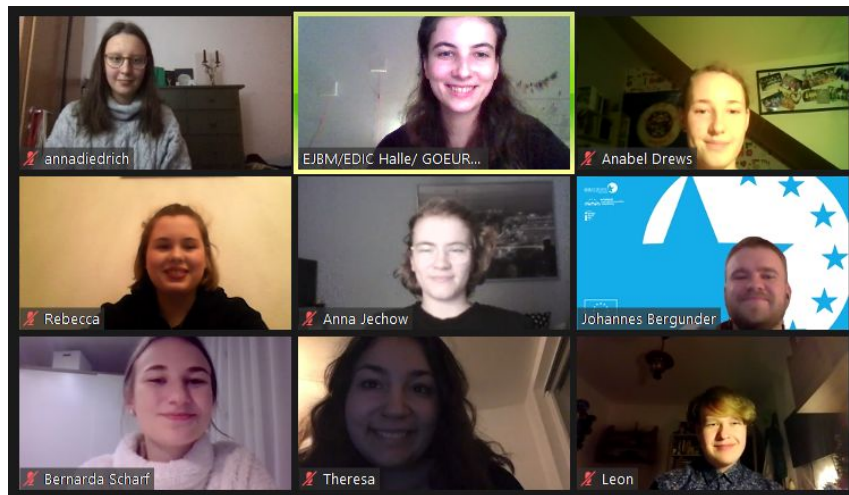 annadiedrich
EJBM/EDIC Halle/ GOEUR...
Anabel Drews
Rebecca
Anna Jechow
Johannes Bergunder
Bernarda Scharf
Theresa
Leon